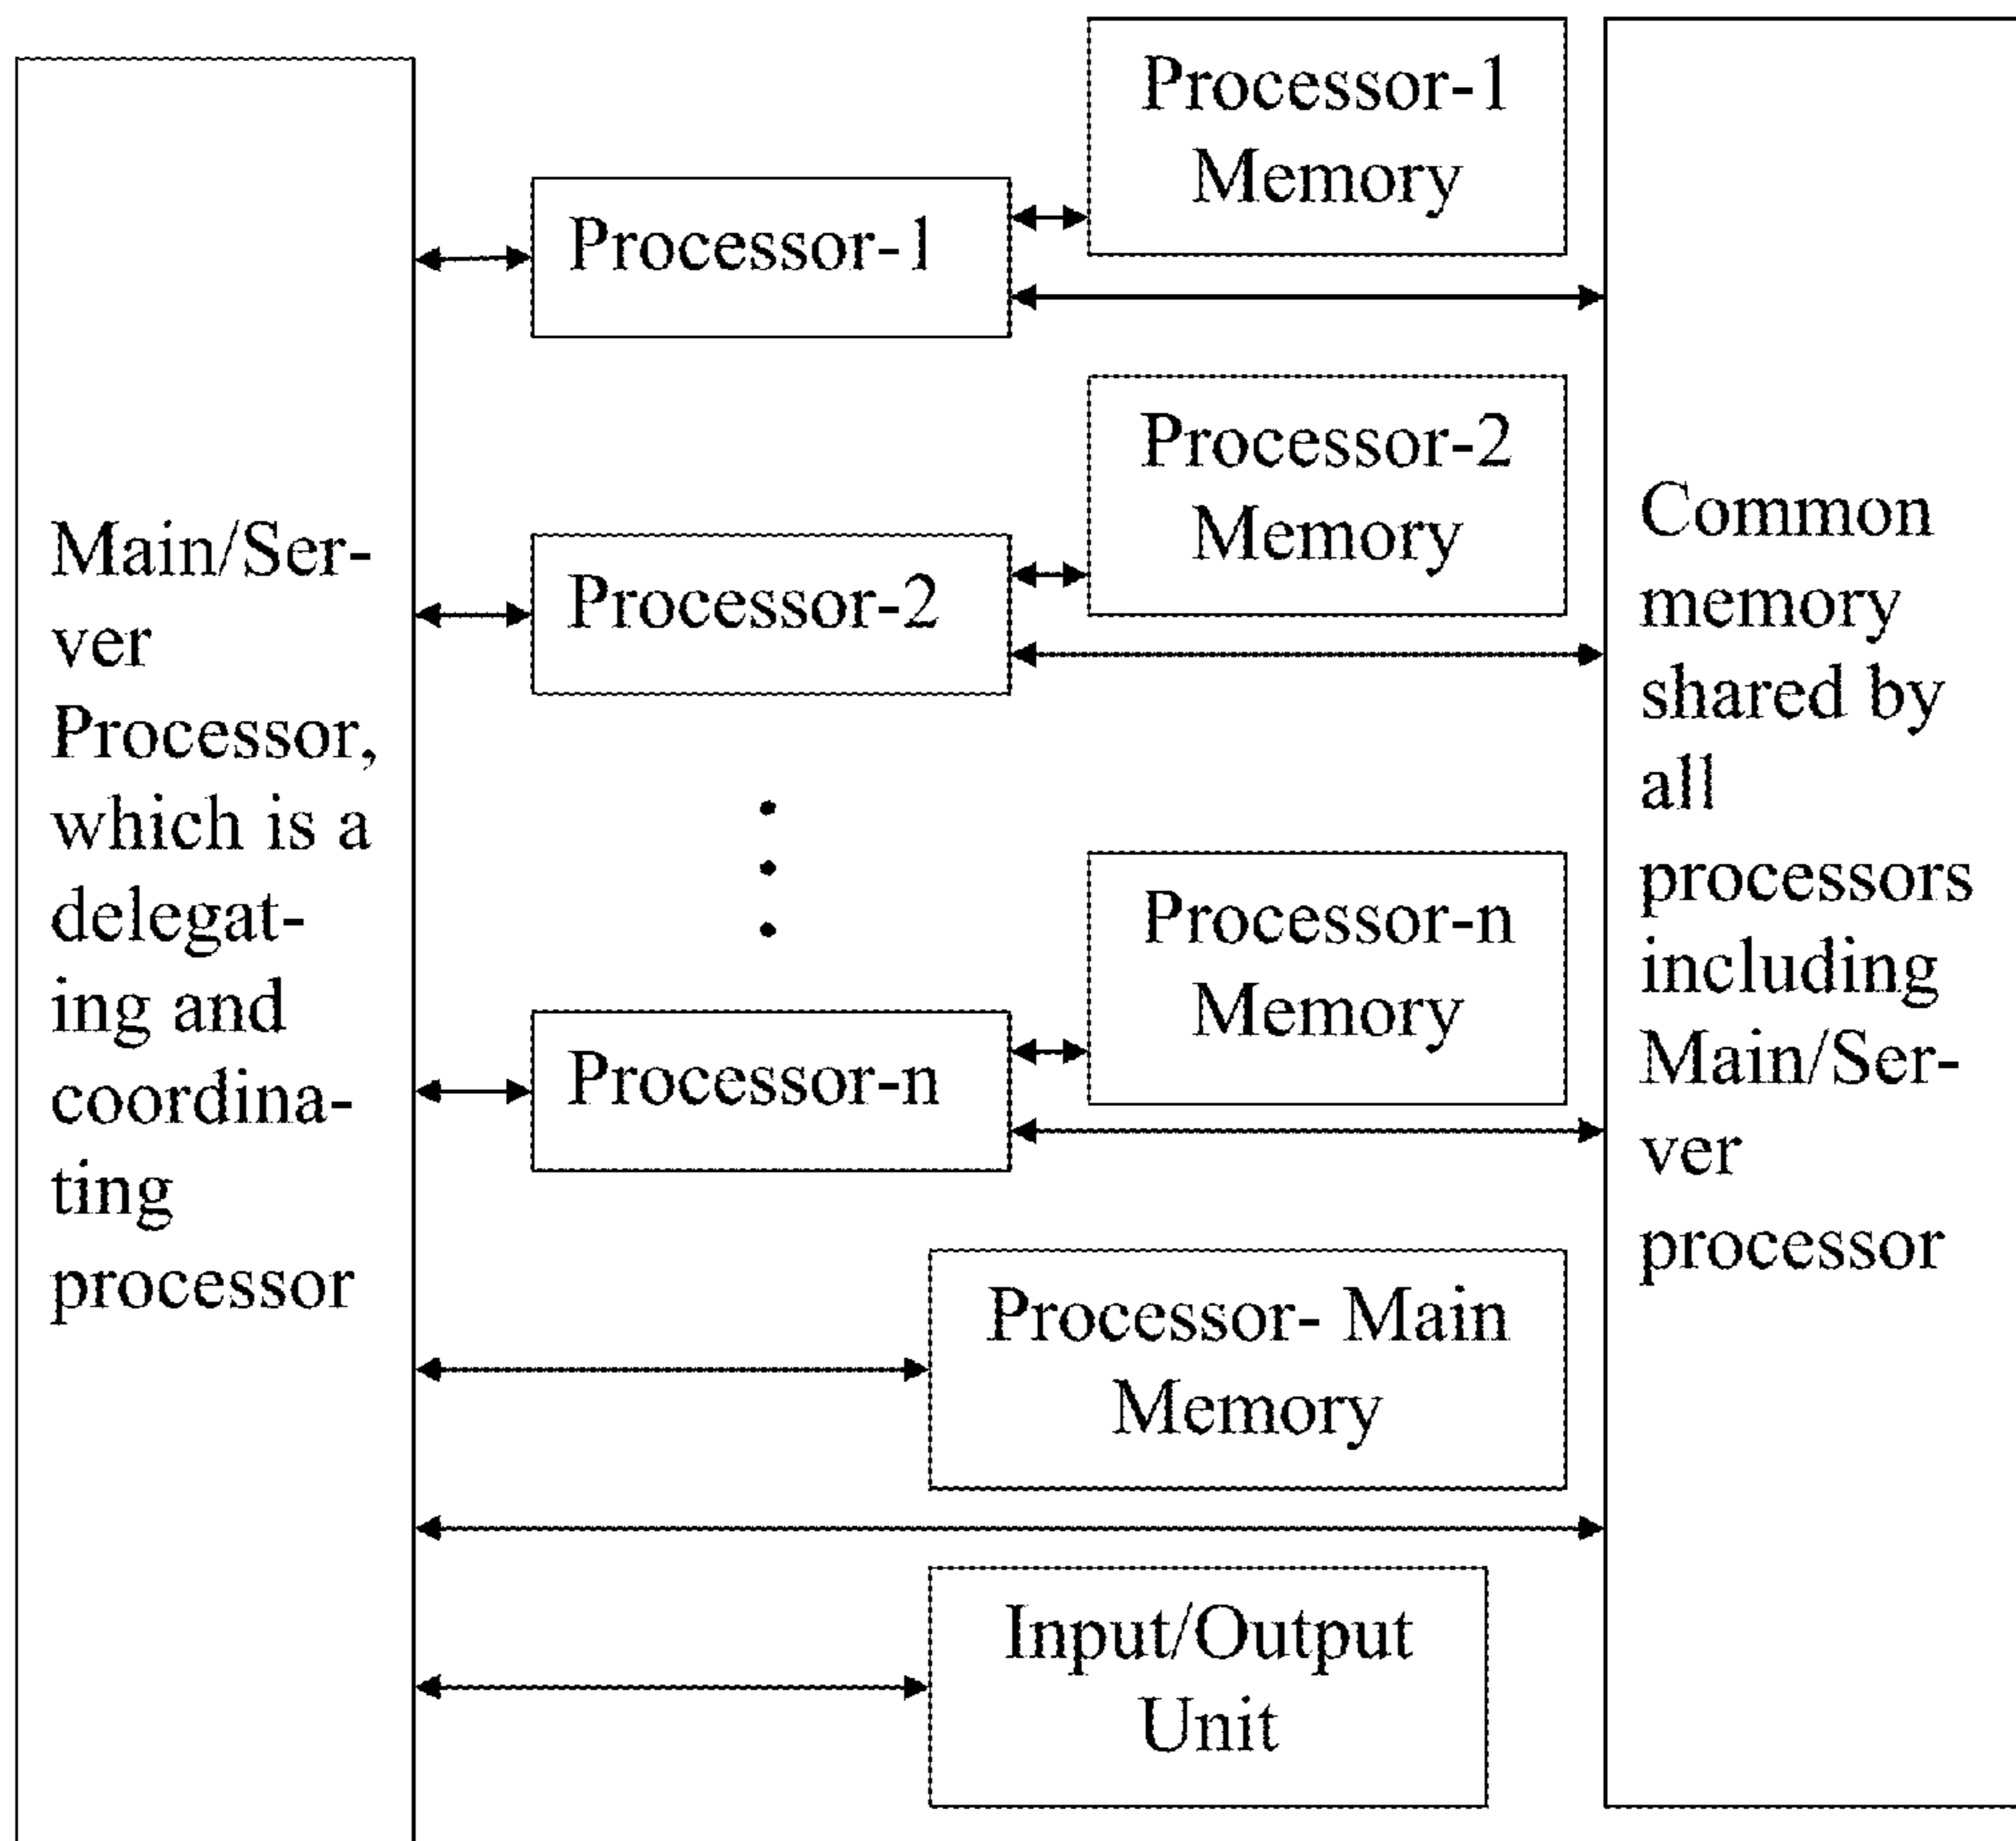 Main/Ser-
ver
Processor,
which is a
delegat-
ing and
coordina-
ting
processor
Processor-1
Processor-1
Memory
Processor-2
Processor-2
Memory
Processor-n
Processor-n
Memory
Processor- Main
Memory
Input/Output
Unit
Common
memory
shared by
all
processors
including
Main/Ser-
ver
processor